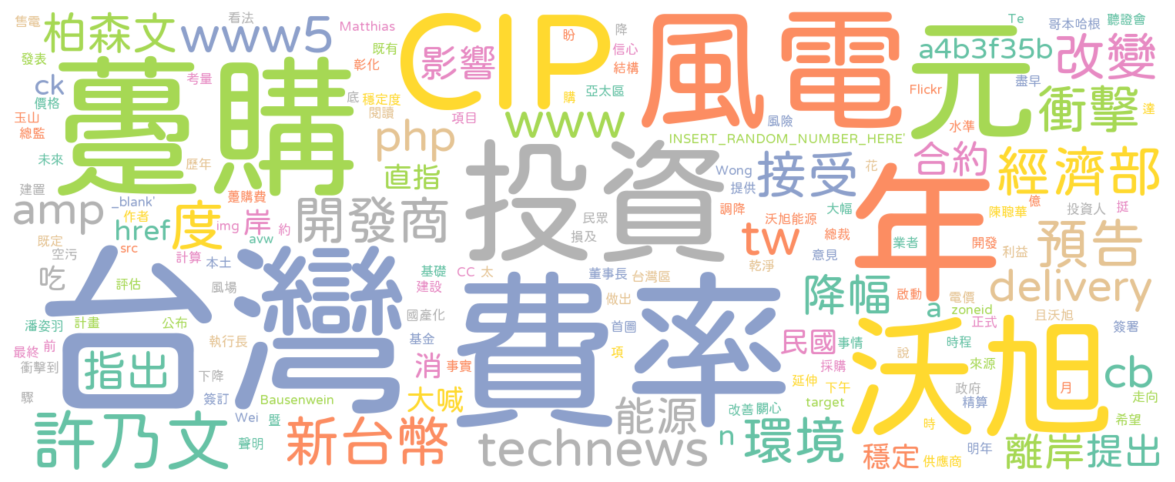 售電
看法
Matthias
盼
降
Te
哥本哈根
聽證會
柏森文
www5
CIP
風電
元
發表
既有
影響
信心
a4b3f35b
改變
彰化
結構
ck
考量
底
穩定度
亞太區
Flickr
盡早
價格
躉購
閱讀
項目
購
衝擊
達
玉山
www
風險
水準
總監
php
INSERT_RANDOM_NUMBER_HERE'
未來
歷年
直指
投資
Wong
接受
花
合約
經濟部
建置
躉購費
提供
年
億
amp
_blank'
作者
href
度
img
岸
約
開發商
民眾
調降
沃旭能源
大幅
陳聰華
投資人
挺
既定
src
avw
損及
tw
總裁
業者
開發
利益
預告
空污
計算
本土
基礎
CC
太
董事長
台灣區
乾淨
意見
吃
台灣
風場
建設
費率
做出
降幅
啟動
電價
delivery
評估
a
zoneid
潘姿羽
計畫
公布
國產化
首圖
沃旭
正式
且沃旭
執行長
基金
項
民國
事情
時程
簽署
最終
前
指出
消
事實
採購
說
來源
cb
衝擊到
下降
延伸
下午
政府
走向
驟
簽訂
Bausenwein
大喊
能源
target
月
精算
許乃文
Wei
暨
改善
關心
時
希望
聲明
新台幣
technews
n
環境
穩定
供應商
明年
離岸
提出